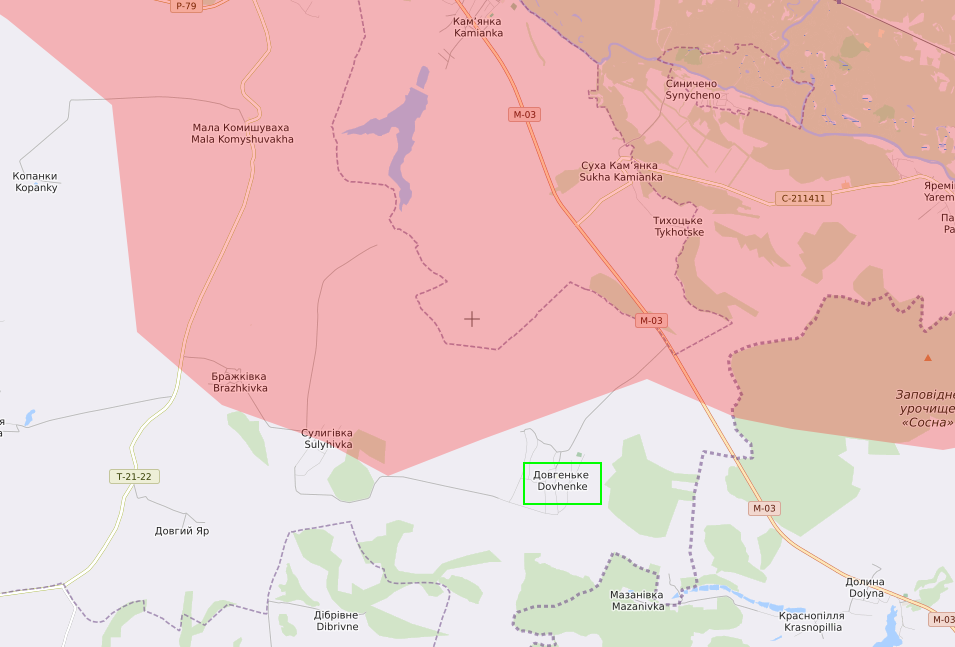 Р-79
Кам'янка
Kamianka
Синичено
Synycheno
М-03
Мала Комишуваха
Mala Komyshuvakha
Суха Кам'янка
Sukha Kamianka
Копанки
Kopanky
С-211411
Яремі
Yarem
Па
Pa
Тихоцьке
Tykhotske
М-03
Бражківка
Brazhkivka
Заповідне
урочище
«Сосна»
я
a
Сулигівка
Sulyhivka
Т-21-22
Довгеньке
Dovhenke
М-03
Довгий Яр
Долина
Dolyna
Мазанівка
Mazanivka
Дібрівне
Dibrivne
Краснопілля
Krasnopillia
М-03